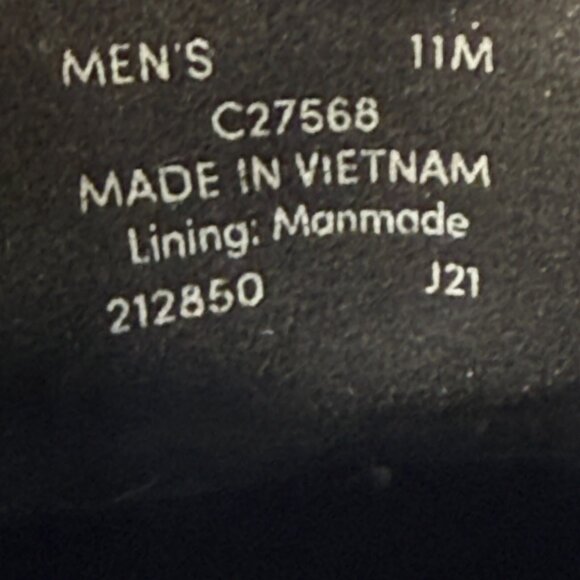 MEN'S 11M
C27568
MADE IN VIETNAM
Lining: Manmade
212850 J21